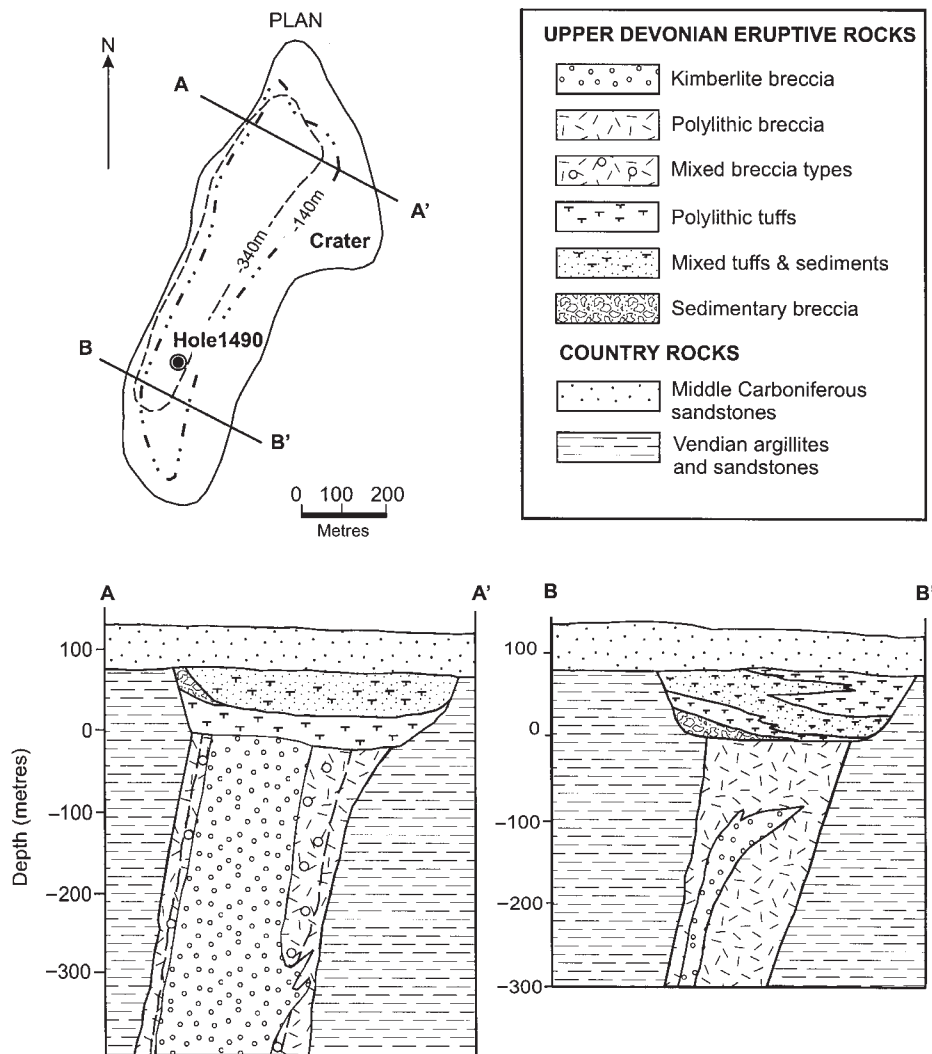 PLAN
N
A
A'
-140m
-340m
Crater
Hole1490
B
B'
0 100 200
Metres
UPPER DEVONIAN ERUPTIVE ROCKS
Kimberlite breccia
Polylithic breccia
Mixed breccia types
Polylithic tuffs
Mixed tuffs & sediments
Sedimentary breccia
COUNTRY ROCKS
Middle Carboniferous
sandstones
Vendian argillites
and sandstones
A A'
100
0
−100
−200
−300
Depth (metres)
B B'
100
0
−100
−200
−300